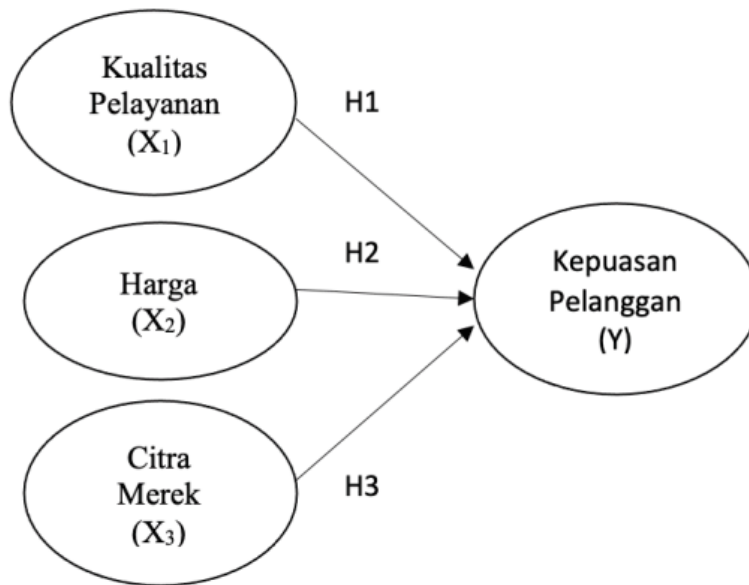 Kualitas
Pelayanan
(X₁)
H1
Harga
(X₂)
H2
Citra
Merek
(X₃)
H3
Kepuasan
Pelanggan
(Y)